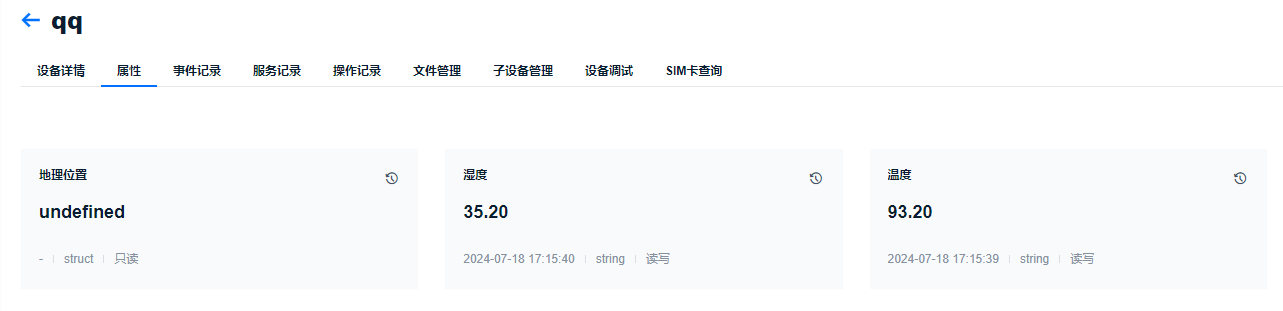 qq
设备详情 属性 事件记录 服务记录 操作记录 文件管理 子设备管理 设备调试 SIM卡查询
地理位置 湿度 温度
undefined 35.20 93.20
- struct 只读 2024-07-18 17:15:40 string 读写 2024-07-18 17:15:39 string 读写